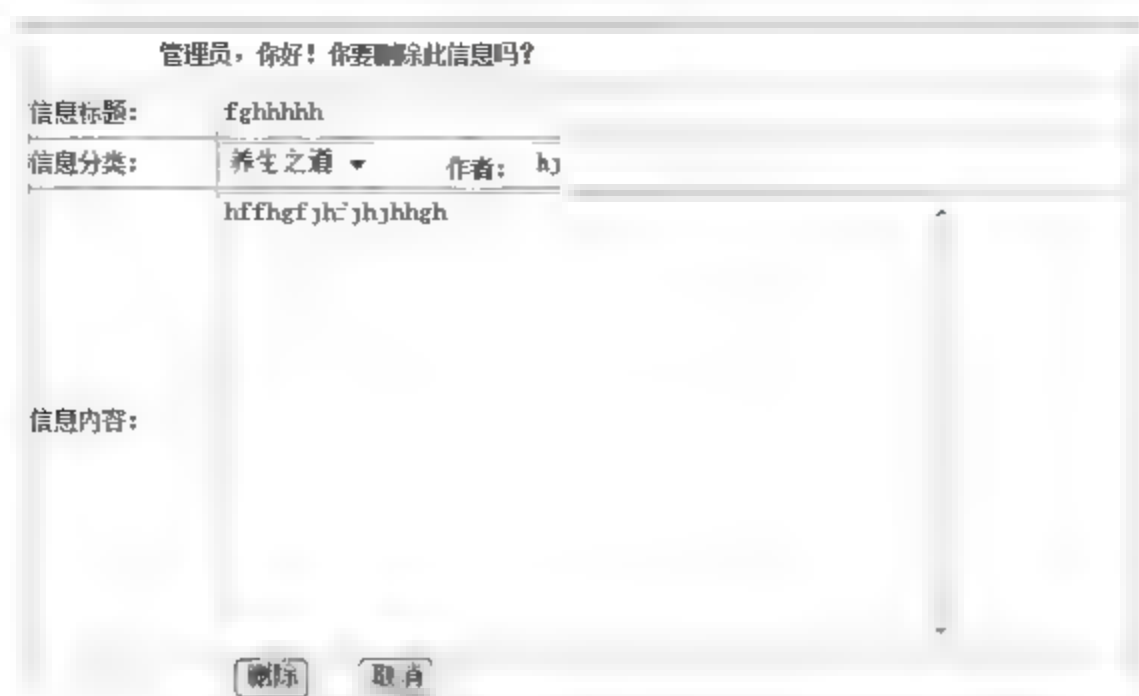 管理员，你好！你要删除此信息吗？
信息标题： fghhhhh
信息分类： 养生之道 作者： hj
信息内容：
删除 取消